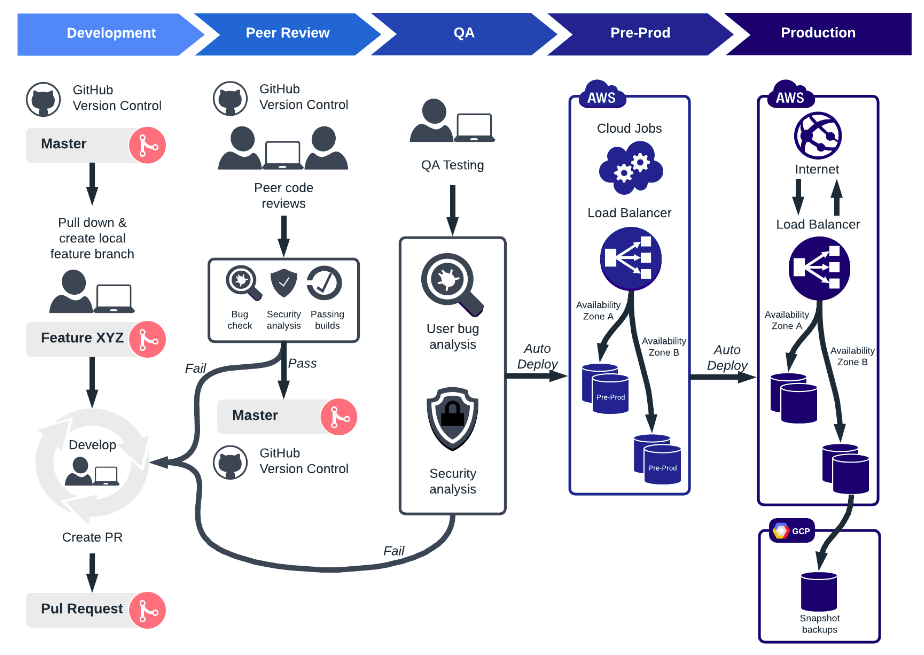 Development
Peer Review
QA
Pre-Prod
Production
GitHub
Version Control
Master
Pull down &
create local
feature branch
Feature XYZ
Develop
Create PR
Pul Request
GitHub
Version Control
Peer code
reviews
Bug
check
Security
analysis
Passing
builds
Fail
Pass
Master
GitHub
Version Control
QA Testing
User bug
analysis
Security
analysis
Fail
Auto
Deploy
AWS
Cloud Jobs
Load Balancer
Availability
Zone A
Availability
Zone B
Pre-Prod
Pre-Prod
Auto
Deploy
AWS
Internet
Load Balancer
Availability
Zone A
Availability
Zone B
GCP
Snapshot
backups